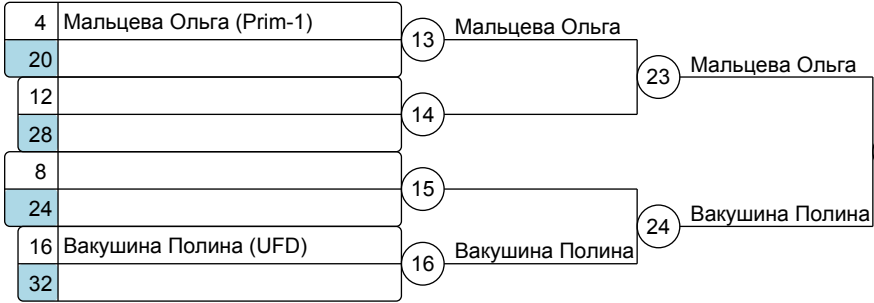 4 Мальцева Ольга (Prim-1)
20
13 Мальцева Ольга
12
28
14
23 Мальцева Ольга
8
24
15
16 Вакушина Полина (UFD)
32
16 Вакушина Полина
24 Вакушина Полина